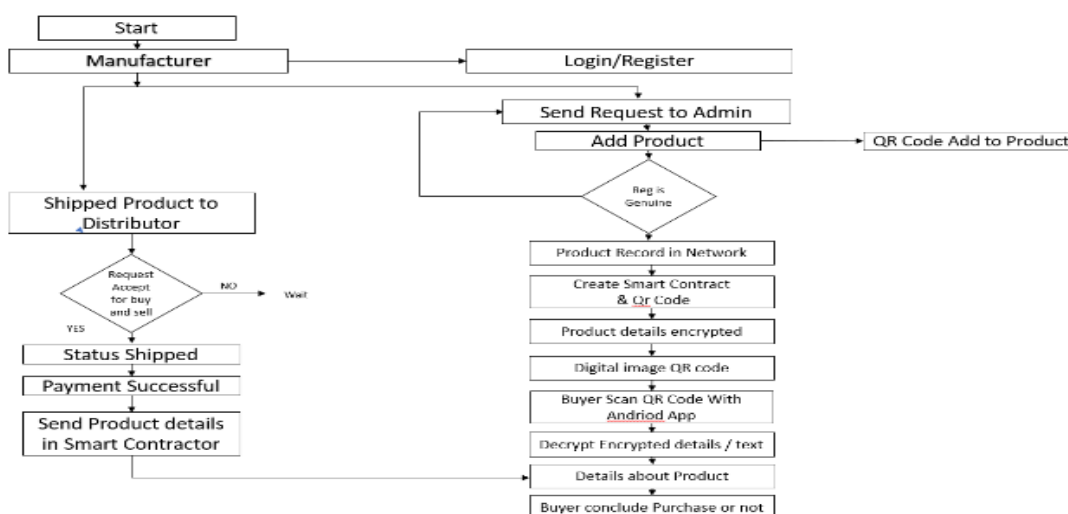 Start
Manufacturer
Login/Register
Send Request to Admin
Add Product
QR Code Add to Product
Reg is
Genuine
Shipped Product to
Distributor
Request
Accept
for buy
and sell
NO
Wait
YES
Status Shipped
Payment Successful
Send Product details
in Smart Contractor
Product Record in Network
Create Smart Contract
& Qr Code
Product details encrypted
Digital image QR code
Buyer Scan QR Code With
Andriod App
Decrypt Encrypted details / text
Details about Product
Buyer conclude Purchase or not